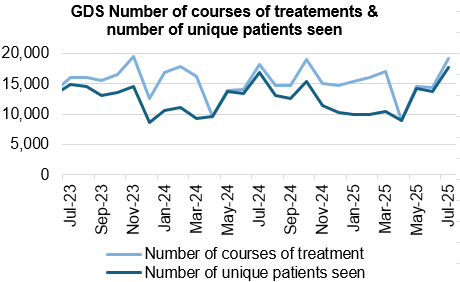 GDS Number of courses of treatements &
number of unique patients seen
20,000
15,000
10,000
5,000
0
Jul-23
Sep-23
Nov-23
Jan-24
Mar-24
May-24
Jul-24
Sep-24
Nov-24
Jan-25
Mar-25
May-25
Jul-25
Number of courses of treatment
Number of unique patients seen